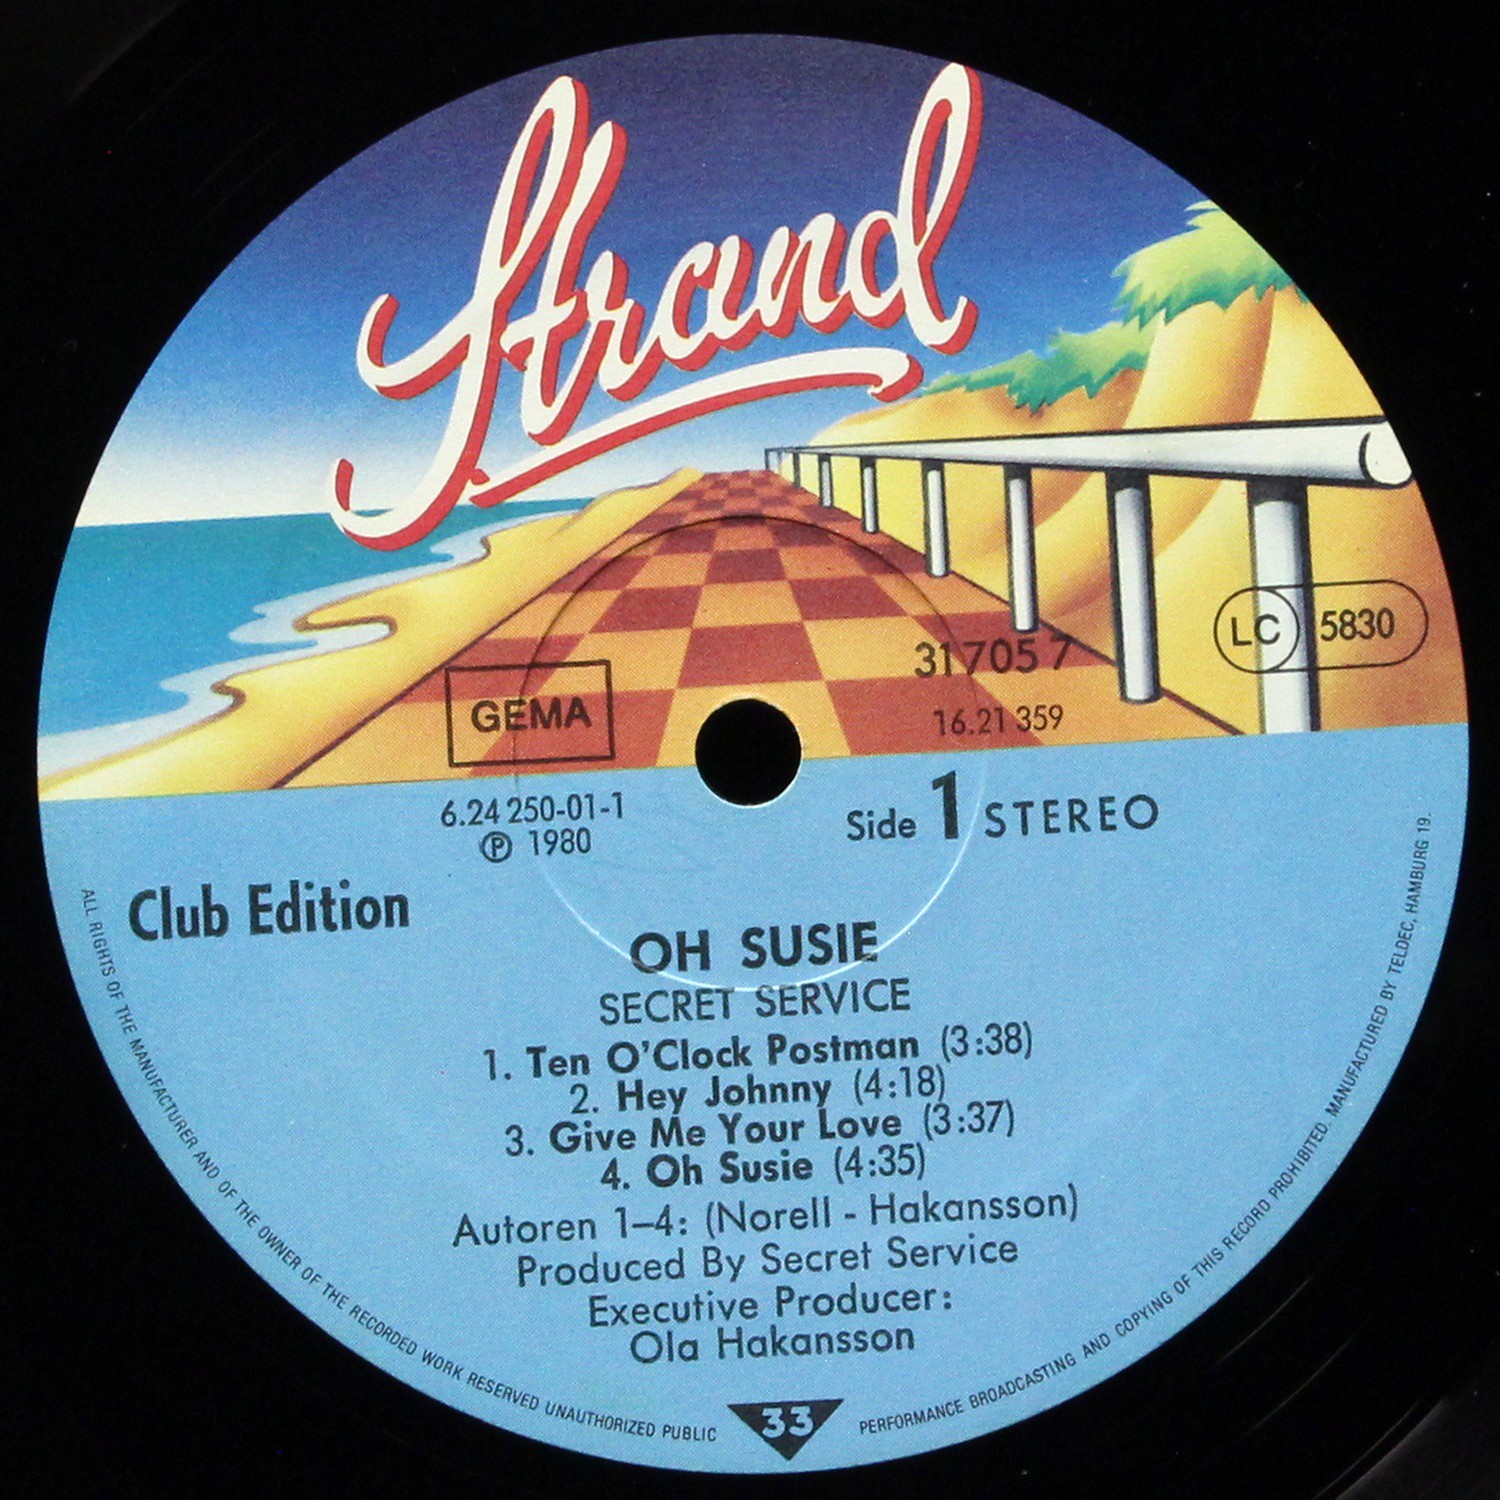 Strand
LC 5830
31705 7
GEMA
16.21 359
6.24 250-01-1
Side 1 STEREO
℗ 1980
Club Edition
OH SUSIE
SECRET SERVICE
1. Ten O'Clock Postman (3:38)
2. Hey Johnny (4:18)
3. Give Me Your Love (3:37)
4. Oh Susie (4:35)
Autoren 1–4: (Norell - Hakansson)
Produced By Secret Service
Executive Producer:
Ola Hakansson
33
ALL RIGHTS OF THE MANUFACTURER AND OF THE OWNER OF THE RECORDED WORK RESERVED UNAUTHORIZED PUBLIC PERFORMANCE BROADCASTING AND COPYING OF THIS RECORD PROHIBITED. MANUFACTURED BY TELDEC, HAMBURG 19.